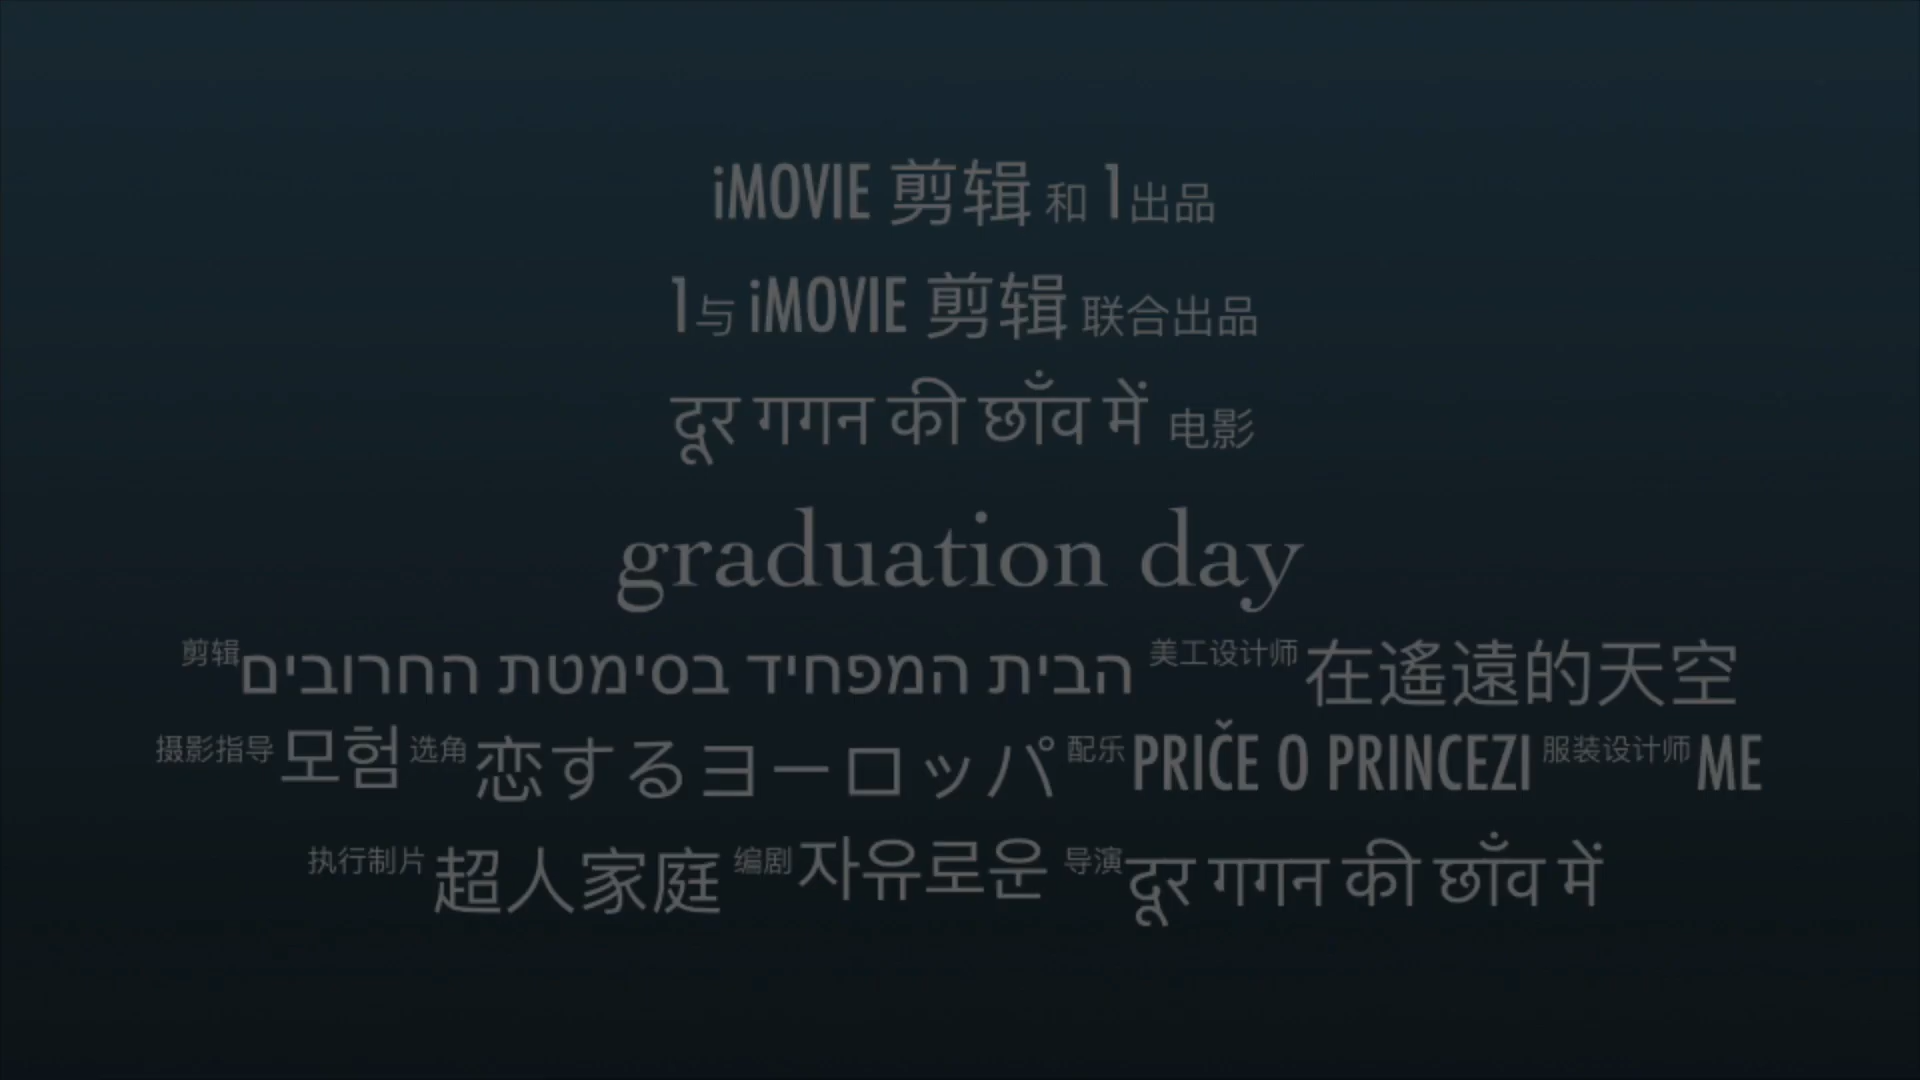 iMOVIE 剪辑 和 1出品
1与 iMOVIE 剪辑 联合出品
दूर गगन की छाँव में 电影
graduation day
剪辑 הבית המפחיד בסימטת החרובים 美工设计师 在遙遠的天空
摄影指导 모험 选角 恋するヨーロッパ 配乐 PRIČE O PRINCEZI 服装设计师 ME
执行制片 超人家庭 编剧 자유로운 导演 दूर गगन की छाँव में